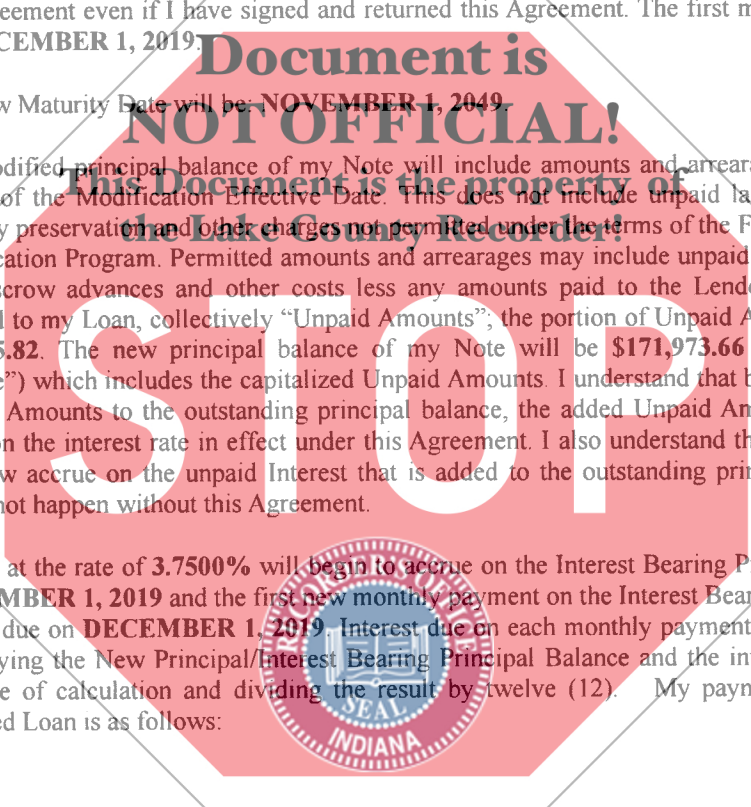 eement even if I have signed and returned this Agreement. The first m
CEMBER 1, 2019.
Document is
w Maturity Date will be: NOVEMBER 1, 2049.
NOT OFFICIAL!
odified principal balance of my Note will include amounts and arreara
This Document is the property of
of the Modification Effective Date. This does not include unpaid la
y preservation and other charges not permitted under the terms of the F
the Lake County Recorder!
cation Program. Permitted amounts and arrearages may include unpaid
scrow advances and other costs less any amounts paid to the Lend
l to my Loan, collectively “Unpaid Amounts”; the portion of Unpaid A
5.82. The new principal balance of my Note will be $171,973.66
e”) which includes the capitalized Unpaid Amounts. I understand that b
Amounts to the outstanding principal balance, the added Unpaid Am
on the interest rate in effect under this Agreement. I also understand th
w accrue on the unpaid Interest that is added to the outstanding prin
not happen without this Agreement.
STOP
at the rate of 3.7500% will begin to accrue on the Interest Bearing P
MBER 1, 2019 and the first new monthly payment on the Interest Bear
due on DECEMBER 1, 2019. Interest due on each monthly payment
ying the New Principal/Interest Bearing Principal Balance and the in
e of calculation and dividing the result by twelve (12). My paym
ed Loan is as follows:
RECORDER'S OFFICE
SEAL
INDIANA